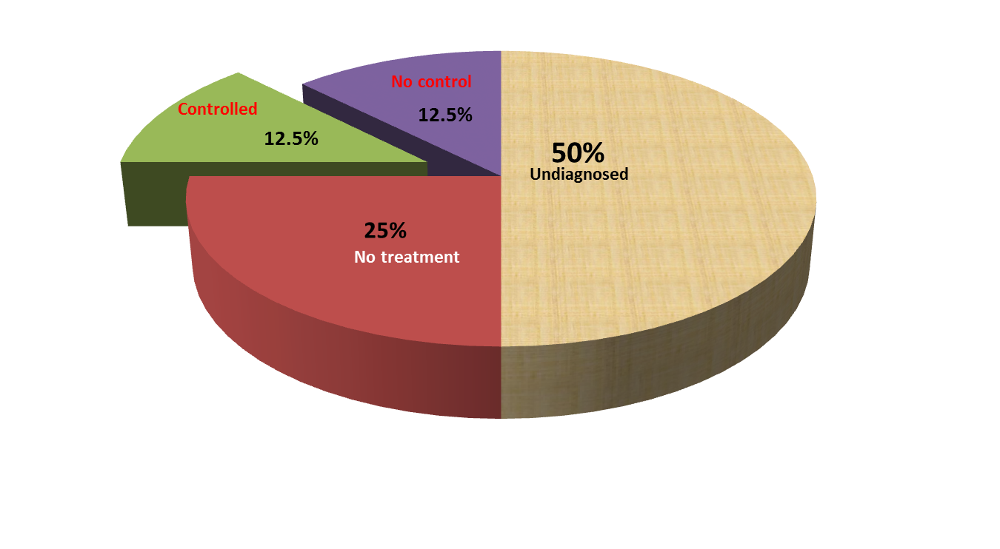 No control
12.5%
Controlled
12.5%
50%
Undiagnosed
25%
No treatment